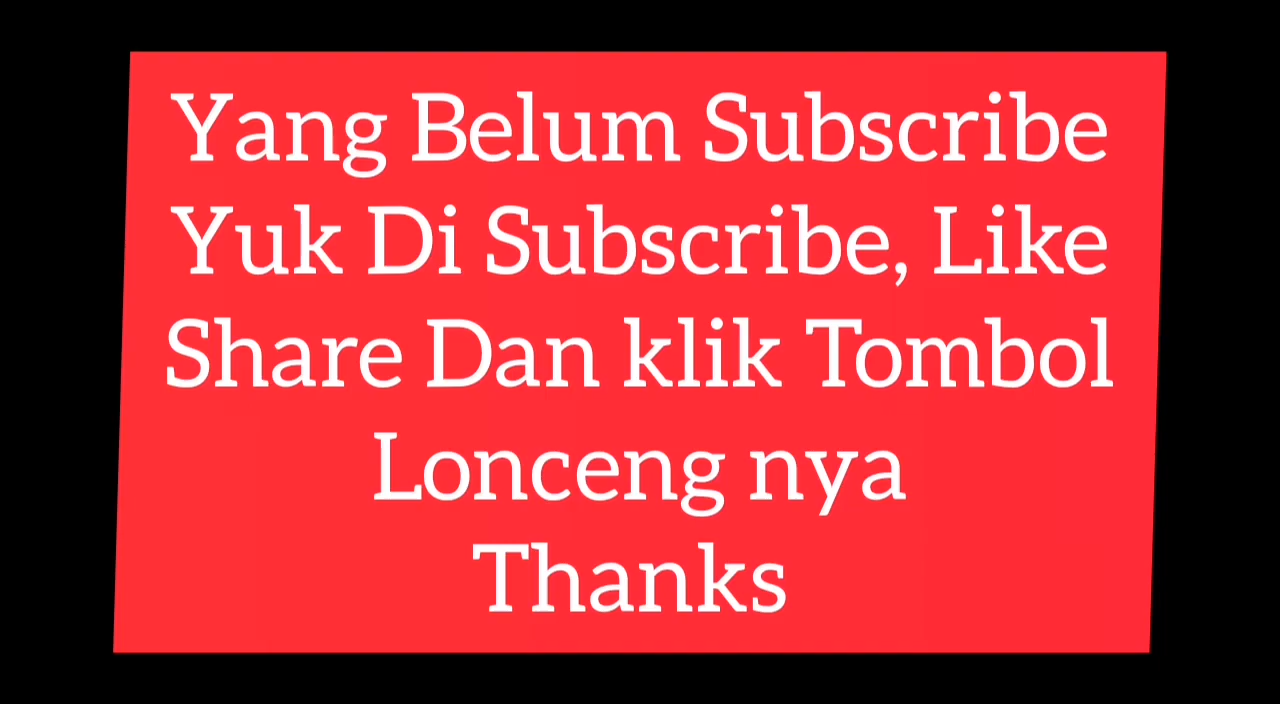 Yang Belum Subscribe
Yuk Di Subscribe, Like
Share Dan klik Tombol
Lonceng nya
Thanks